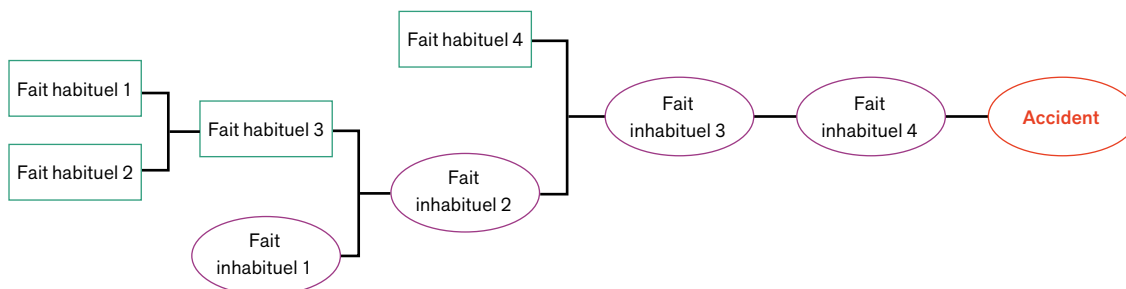 Fait habituel 1
Fait habituel 2
Fait habituel 3
Fait
inhabituel 1
Fait
inhabituel 2
Fait habituel 4
Fait
inhabituel 3
Fait
inhabituel 4
Accident